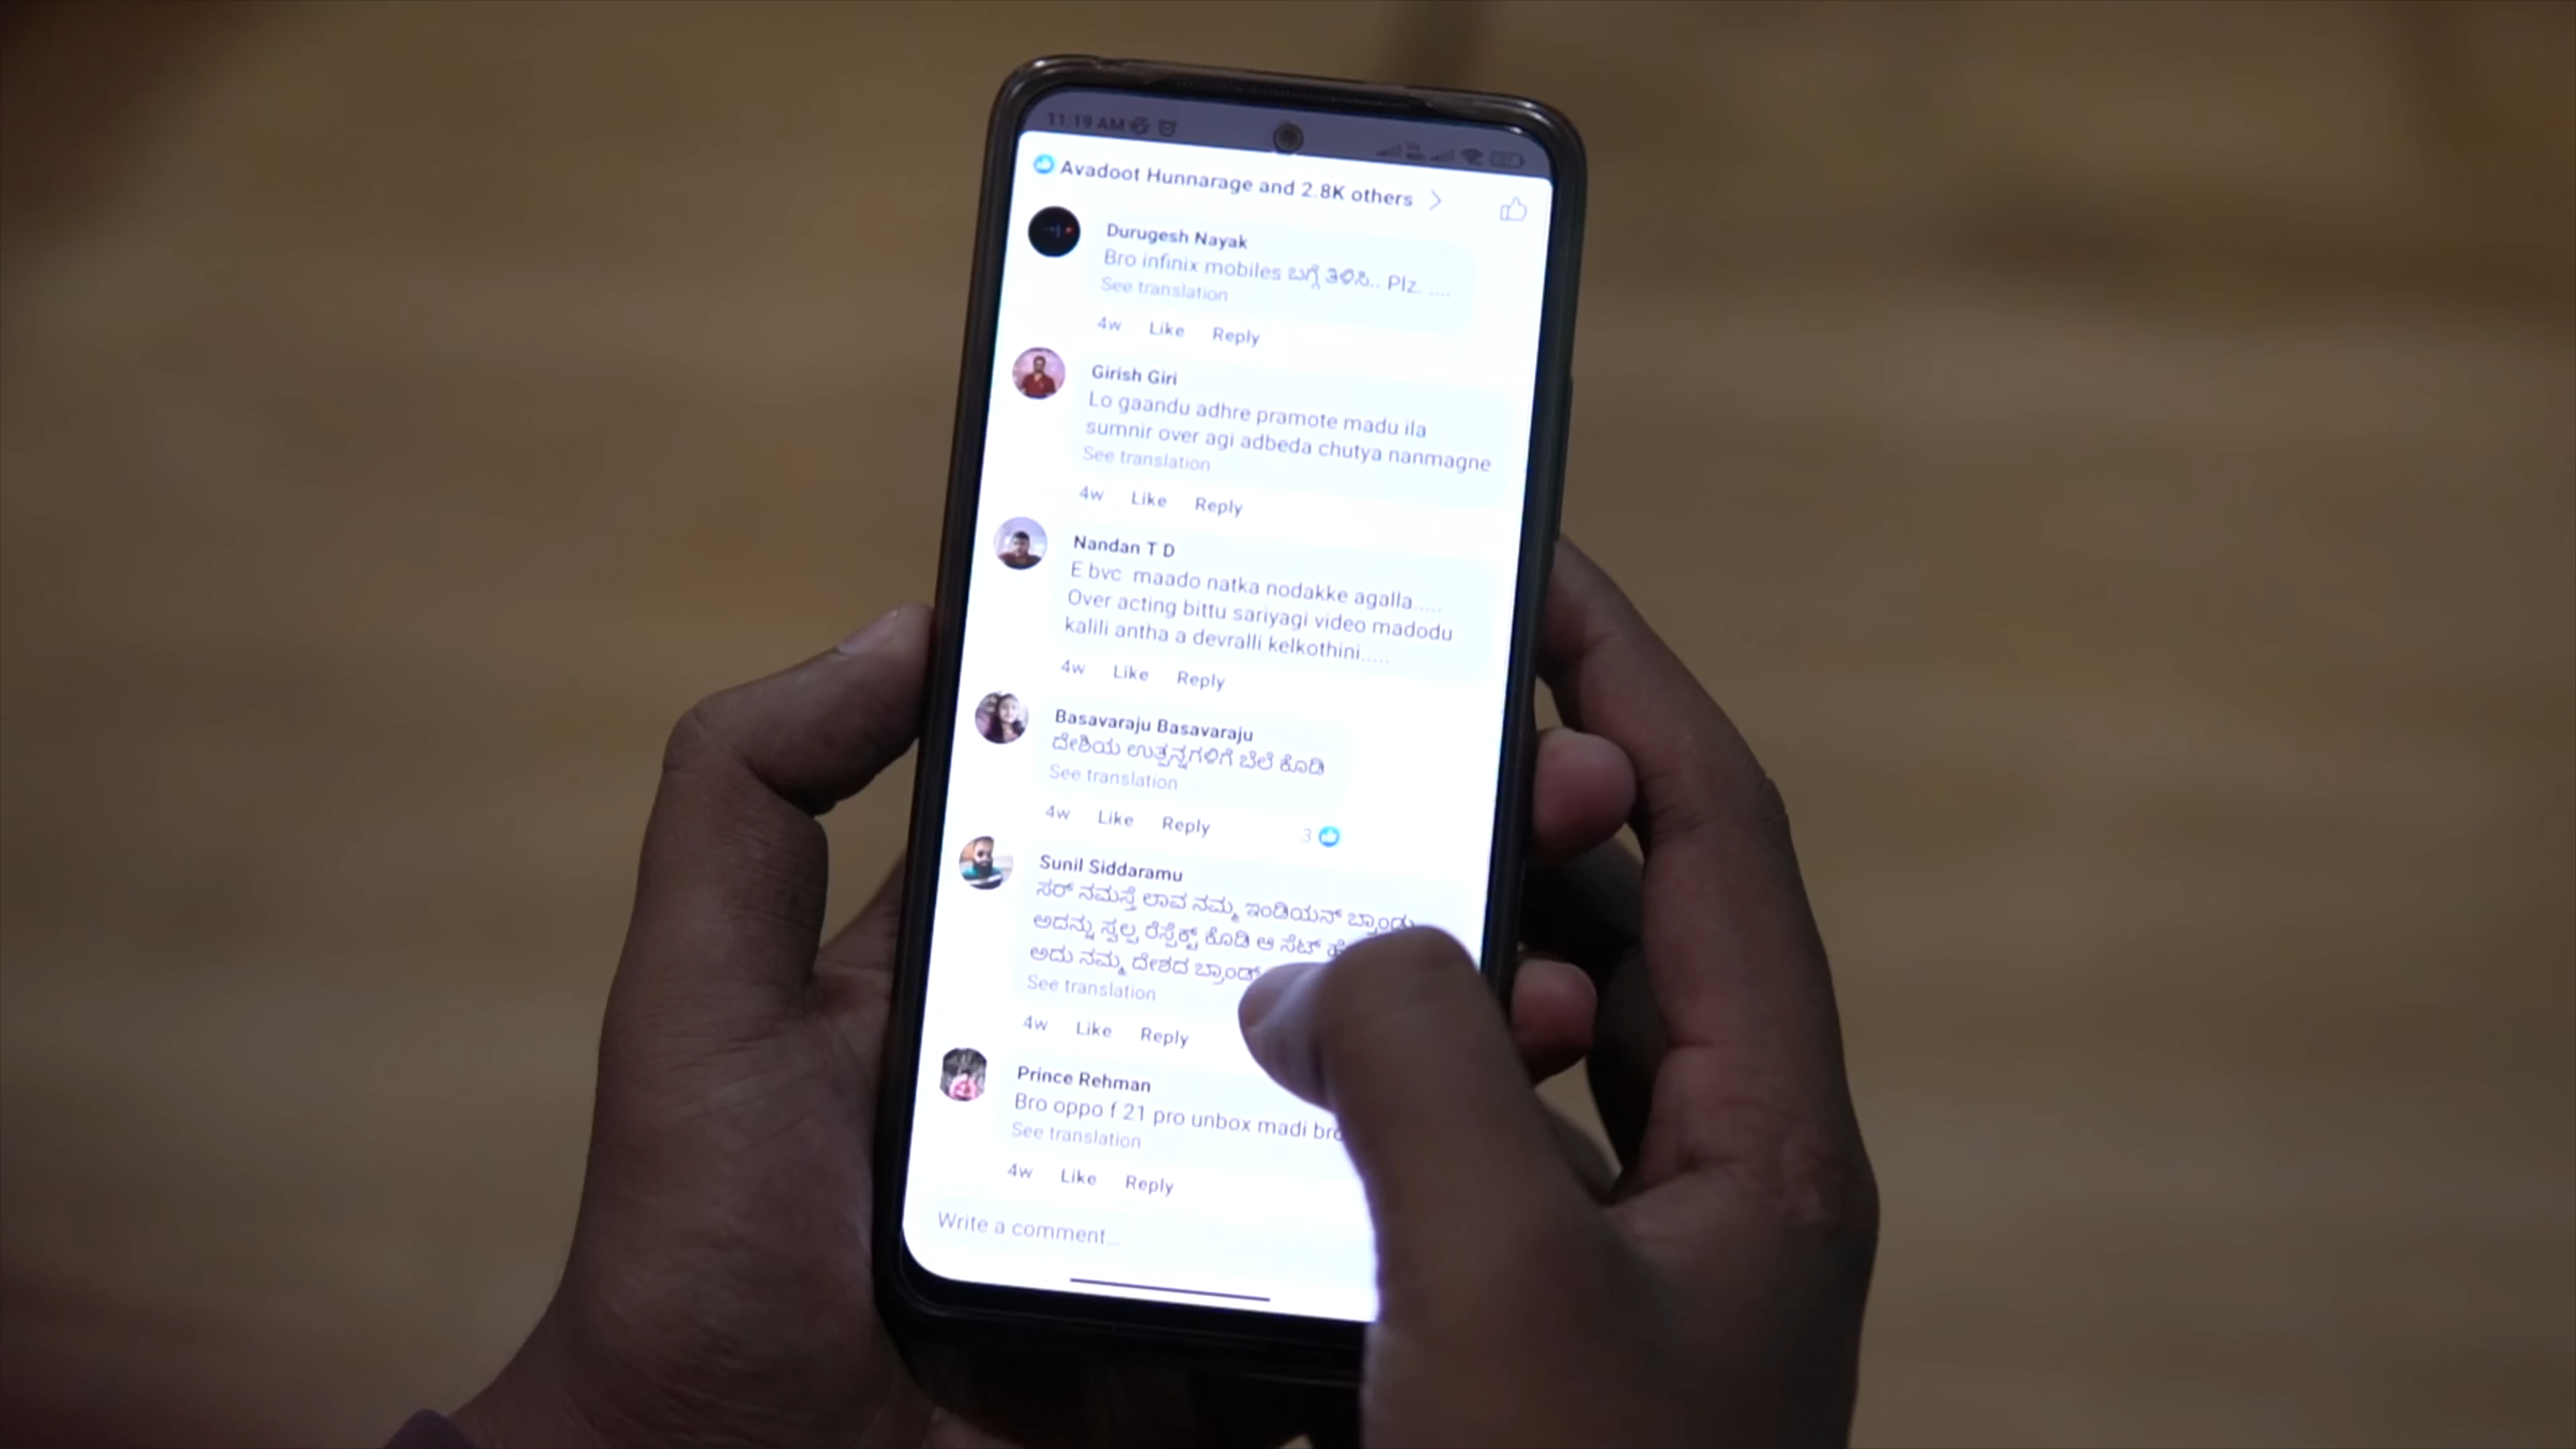 11:19 AM
Avadoot Hunnarage and 2.8K others
Durugesh Nayak
Bro infinix mobiles ಬಗ್ಗೆ ತಿಳಿಸಿ.. Plz. ....
See translation
4w Like Reply
Girish Giri
Lo gaandu adhre pramote madu ila
sumnir over agi adbeda chutya nanmagne
See translation
4w Like Reply
Nandan T D
E bvc maado natka nodakke agalla.....
Over acting bittu sariyagi video madodu
kalili antha a devralli kelkothini.....
4w Like Reply
Basavaraju Basavaraju
ದೇಶಿಯ ಉತ್ಪನ್ನಗಳಿಗೆ ಬೆಲೆ ಕೊಡಿ
See translation
4w Like Reply 3
Sunil Siddaramu
ಸರ್ ನಮಸ್ತೆ ಲಾವ ನಮ್ಮ ಇಂಡಿಯನ್ ಬ್ರಾಂಡು
ಅದನ್ನು ಸ್ವಲ್ಪ ರೆಸ್ಪೆಕ್ಟ್ ಕೊಡಿ ಆ ಸೆಟ್
ಅದು ನಮ್ಮ ದೇಶದ ಬ್ರಾಂಡ್
See translation
4w Like Reply
Prince Rehman
Bro oppo f 21 pro unbox madi bro
See translation
4w Like Reply
Write a comment...